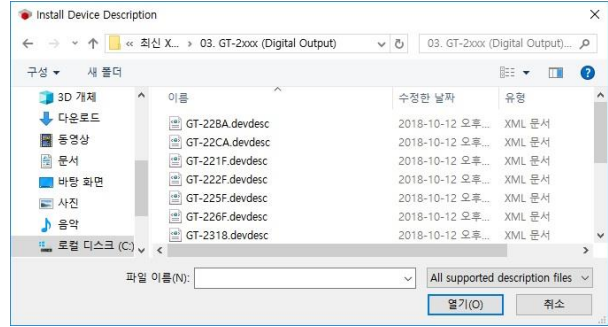 Install Device Description
« 최신 X... › 03. GT-2xxx (Digital Output)
03. GT-2xxx (Digital Output)...
구성 새 폴더
3D 개체
다운로드
동영상
문서
바탕 화면
사진
음악
로컬 디스크 (C:)
이름 수정한 날짜 유형
GT-22BA.devdesc 2018-10-12 오후... XML 문서
GT-22CA.devdesc 2018-10-12 오후... XML 문서
GT-221F.devdesc 2018-10-12 오후... XML 문서
GT-222F.devdesc 2018-10-12 오후... XML 문서
GT-225F.devdesc 2018-10-12 오후... XML 문서
GT-226F.devdesc 2018-10-12 오후... XML 문서
GT-2318.devdesc 2018-10-12 오후... XML 문서
파일 이름(N):
All supported description files
열기(O) 취소